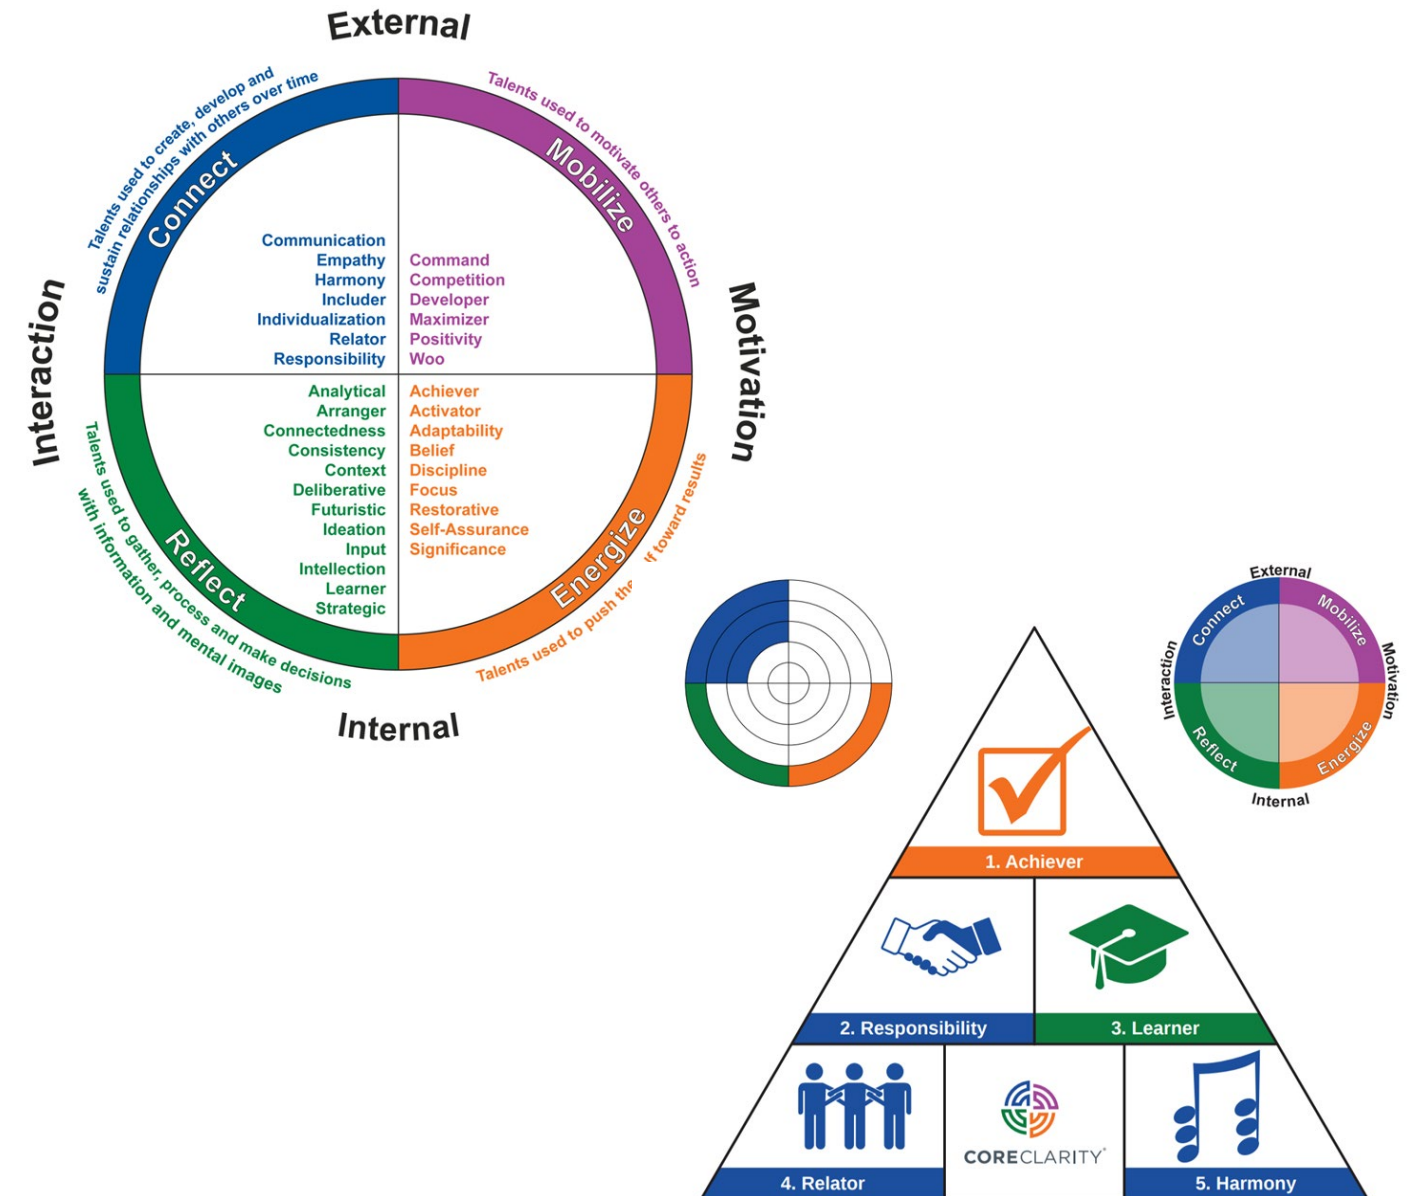 External
Talents used to create, develop and
sustain relationships with others over time
Talents used to motivate others to action
Connect
Mobilize
Interaction
Motivation
Communication
Empathy
Harmony
Includer
Individualization
Relator
Responsibility
Command
Competition
Developer
Maximizer
Positivity
Woo
Analytical
Arranger
Connectedness
Consistency
Context
Deliberative
Futuristic
Ideation
Input
Intellection
Learner
Strategic
Achiever
Activator
Adaptability
Belief
Discipline
Focus
Restorative
Self-Assurance
Significance
Reflect
Energize
Talents used to gather, process and make decisions
with information and mental images
Talents used to push the lf toward results
Internal
External
Connect
Mobilize
Interaction
Motivation
Reflect
Energize
Internal
1. Achiever
2. Responsibility
3. Learner
4. Relator
CORECLARITY®
5. Harmony